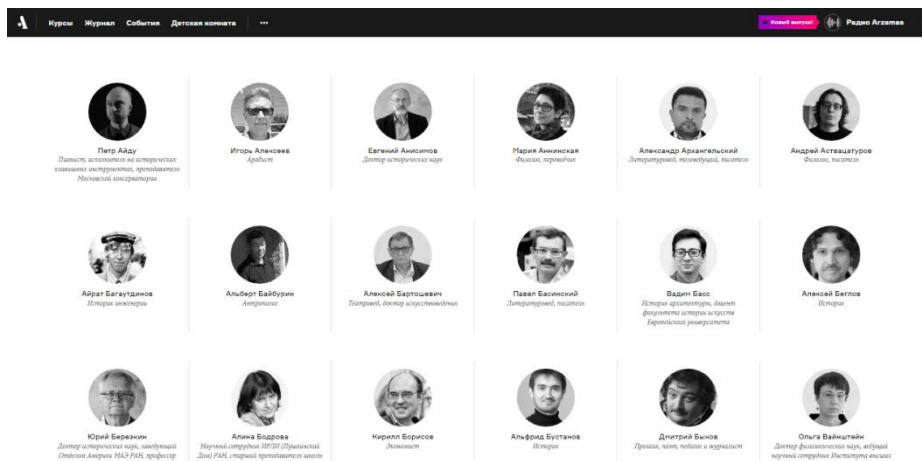 Курсы Журнал События Детская комната ...
Новый выпуск! Радио Arzamas
Петр Айду
Пианист, исполнитель на исторических
клавишных инструментах, преподаватель
Московской консерватории
Игорь Алексеев
Арабист
Евгений Анисимов
Доктор исторических наук
Мария Аннинская
Филолог, переводчик
Александр Архангельский
Литературовед, телеведущий, писатель
Андрей Аствацатуров
Филолог, писатель
Айрат Багаутдинов
Историк инженерии
Альберт Байбурин
Антрополог
Алексей Бартошевич
Театровед, доктор искусствоведения
Павел Басинский
Литературовед, писатель
Вадим Басс
Историк архитектуры, доцент
факультета истории искусств
Европейского университета
Алексей Беглов
Историк
Юрий Березкин
Доктор исторических наук, заведующий
Отделом Америки МАЭ РАН, профессор
Алина Бодрова
Научный сотрудник ИРЛИ (Пушкинский
Дом) РАН, старший преподаватель школы
Кирилл Борисов
Экономист
Альфрид Бустанов
Историк
Дмитрий Быков
Прозаик, поэт, педагог и журналист
Ольга Вайнштейн
Доктор филологических наук, ведущий
научный сотрудник Института высших